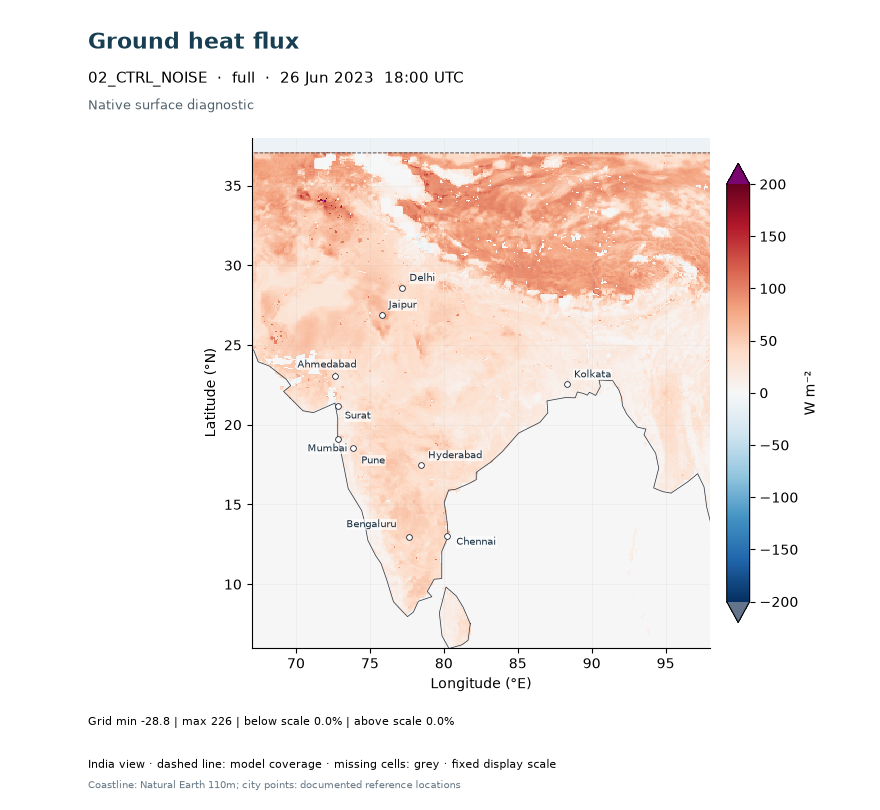 Ground heat flux
02_CTRL_NOISE · full · 26 Jun 2023  18:00 UTC
Native surface diagnostic
35
30
25
20
15
10
Latitude (°N)
Delhi
Jaipur
Ahmedabad
Kolkata
Surat
Mumbai
Pune
Hyderabad
Bengaluru
Chennai
70 75 80 85 90 95
Longitude (°E)
200
150
100
50
0
−50
−100
−150
−200
W m⁻²
Grid min -28.8 | max 226 | below scale 0.0% | above scale 0.0%
India view · dashed line: model coverage · missing cells: grey · fixed display scale
Coastline: Natural Earth 110m; city points: documented reference locations